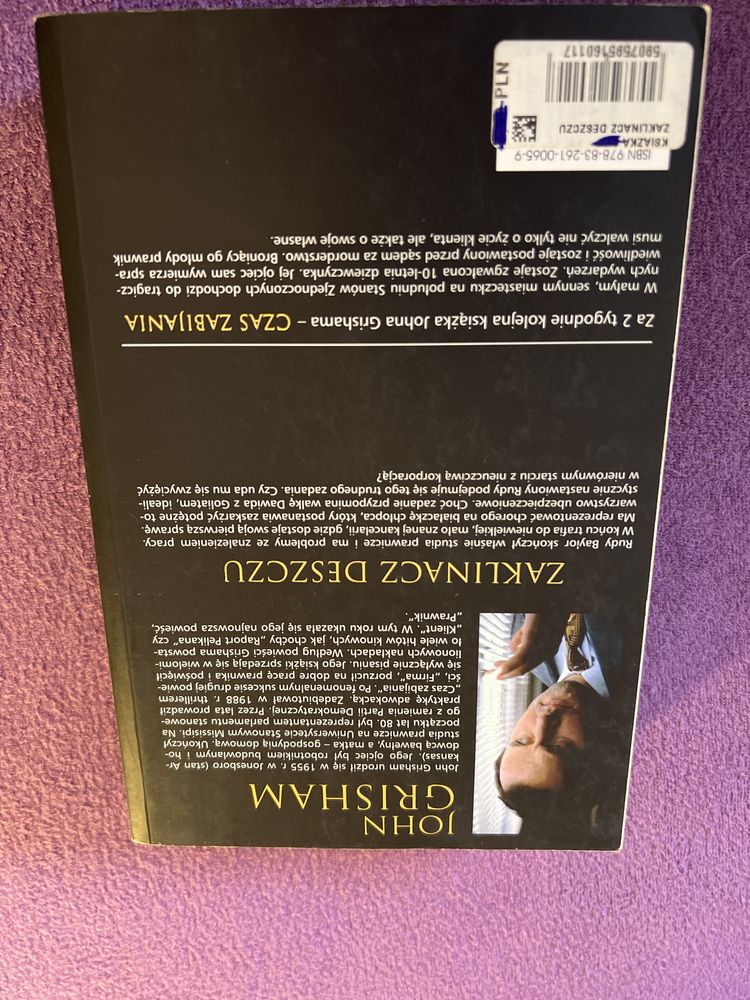 JOHN
GRISHAM
John Grisham urodził się w 1955 r. w Jonesboro (stan Ar-
kansas). Jego ojciec był robotnikiem budowlanym i ho-
dowcą bawełny, a matka – gospodynią domową. Ukończył
studia prawnicze na Uniwersytecie Stanowym Missisipi. Na
początku lat 80. był reprezentantem parlamentu stanowe-
go z ramienia Partii Demokratycznej. Przez lata prowadził
praktykę adwokacką. Zadebiutował w 1988 r. thrillerem
„Czas zabijania”. Po fenomenalnym sukcesie drugiej powie-
ści, „Firma”, porzucił na dobre pracę prawnika i poświęcił
się wyłącznie pisaniu. Jego książki sprzedają się w wielomi-
lionowych nakładach. Według powieści Grishama powsta-
ło wiele hitów kinowych, jak choćby „Raport Pelikana” czy
„Klient”. W tym roku ukazała się jego najnowsza powieść,
„Prawnik”.
ZAKLINACZ DESZCZU
Rudy Baylor skończył właśnie studia prawnicze i ma problemy ze znalezieniem pracy.
W końcu trafia do niewielkiej, mało znanej kancelarii, gdzie dostaje swoją pierwszą sprawę.
Ma reprezentować chorego na białaczkę chłopca, który postanawia zaskarżyć potężne to-
warzystwo ubezpieczeniowe. Choć zadanie przypomina walkę Dawida z Goliatem, ideali-
stycznie nastawiony Rudy podejmuje się tego trudnego zadania. Czy uda mu się zwyciężyć
w nierównym starciu z nieuczciwą korporacją?
Za 2 tygodnie kolejna książka Johna Grishama – CZAS ZABIJANIA
W małym, sennym miasteczku na południu Stanów Zjednoczonych dochodzi do tragicz-
nych wydarzeń. Zostaje zgwałcona 10-letnia dziewczynka. Jej ojciec sam wymierza spra-
wiedliwość i zostaje postawiony przed sądem za morderstwo. Broniący go młody prawnik
musi walczyć nie tylko o życie klienta, ale także o swoje własne.
ISBN 978-83-261-0065-9
KSIĄŻKA
ZAKLINACZ DESZCZU
PLN
5907595160117